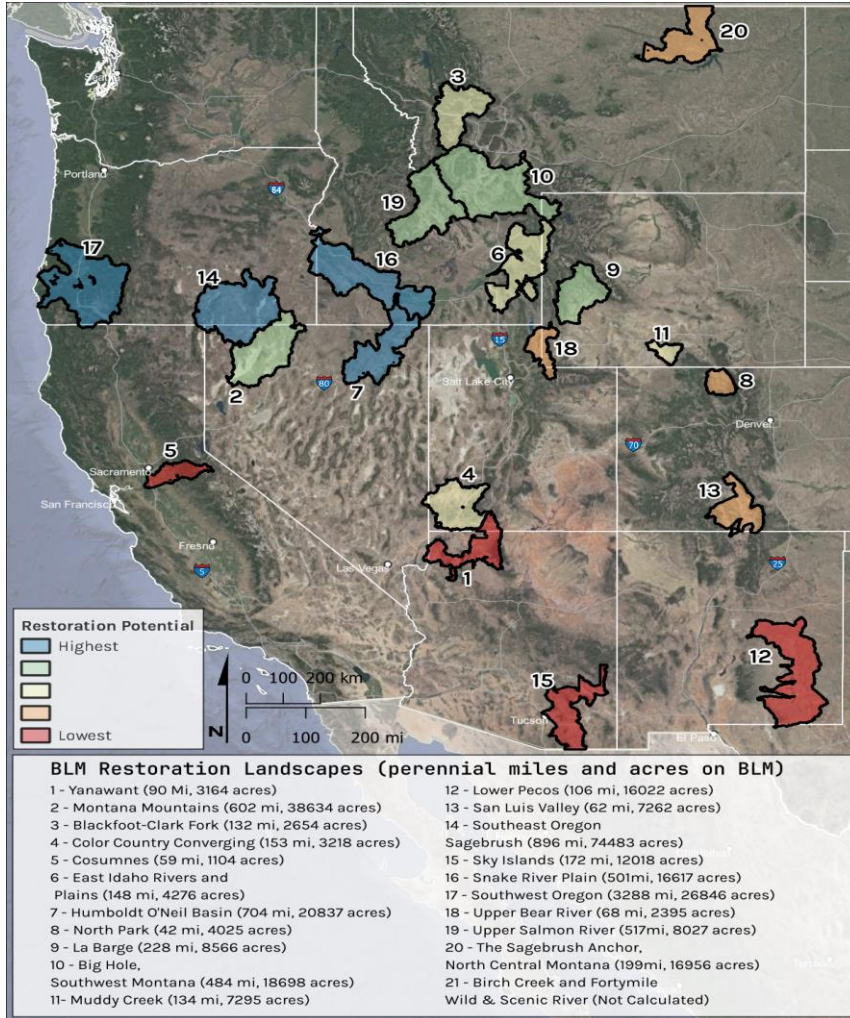 20
3
10
Seattle
Portland
84
19
17
6
16
14
9
15
11
18
8
Salt Lake City
2
80
7
Denver
70
5
Sacramento
4
13
San Francisco
Fresno
Las Vegas
1
25
5
12
Restoration Potential
Highest
Lowest
0 100 200 km
0 100 200 mi
N
15
Tucson
El Paso
BLM Restoration Landscapes (perennial miles and acres on BLM)
1 - Yanawant (90 Mi, 3164 acres)
2 - Montana Mountains (602 mi, 38634 acres)
3 - Blackfoot-Clark Fork (132 mi, 2654 acres)
4 - Color Country Converging (153 mi, 3218 acres)
5 - Cosumnes (59 mi, 1104 acres)
6 - East Idaho Rivers and
Plains (148 mi, 4276 acres)
7 - Humboldt O'Neil Basin (704 mi, 20837 acres)
8 - North Park (42 mi, 4025 acres)
9 - La Barge (228 mi, 8566 acres)
10 - Big Hole,
Southwest Montana (484 mi, 18698 acres)
11- Muddy Creek (134 mi, 7295 acres)
12 - Lower Pecos (106 mi, 16022 acres)
13 - San Luis Valley (62 mi, 7262 acres)
14 - Southeast Oregon
Sagebrush (896 mi, 74483 acres)
15 - Sky Islands (172 mi, 12018 acres)
16 - Snake River Plain (501mi, 16617 acres)
17 - Southwest Oregon (3288 mi, 26846 acres)
18 - Upper Bear River (68 mi, 2395 acres)
19 - Upper Salmon River (517mi, 8027 acres)
20 - The Sagebrush Anchor,
North Central Montana (199mi, 16956 acres)
21 - Birch Creek and Fortymile
Wild & Scenic River (Not Calculated)